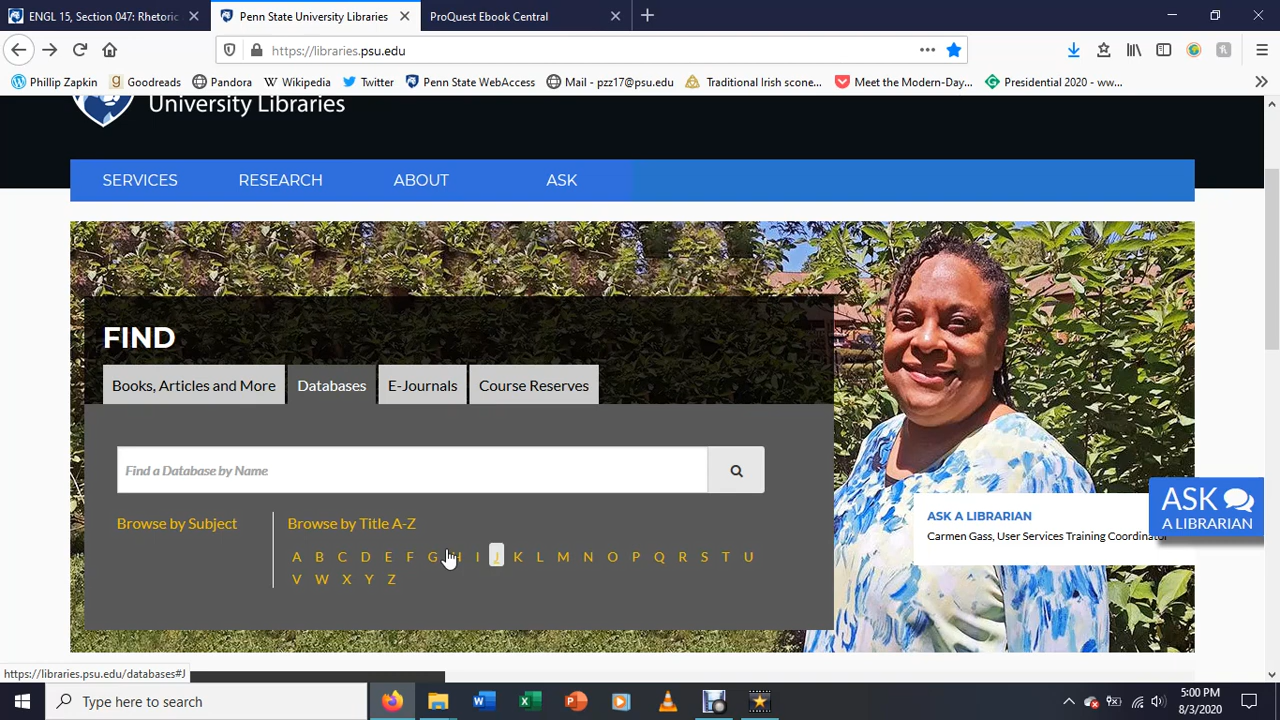 ENGL 15, Section 047: Rhetoric
Penn State University Libraries
ProQuest Ebook Central
https://libraries.psu.edu
Phillip Zapkin
Goodreads
Pandora
Wikipedia
Twitter
Penn State WebAccess
Mail - pzz17@psu.edu
Traditional Irish scone...
Meet the Modern-Day...
Presidential 2020 - ww...
University Libraries
SERVICES RESEARCH ABOUT ASK
FIND
Books, Articles and More Databases E-Journals Course Reserves
Find a Database by Name
Browse by Subject
Browse by Title A-Z
A B C D E F G H I J K L M N O P Q R S T U
V W X Y Z
ASK A LIBRARIAN
Carmen Gass, User Services Training Coordinator
ASK
A LIBRARIAN
https://libraries.psu.edu/databases#J
Type here to search
5:00 PM
8/3/2020